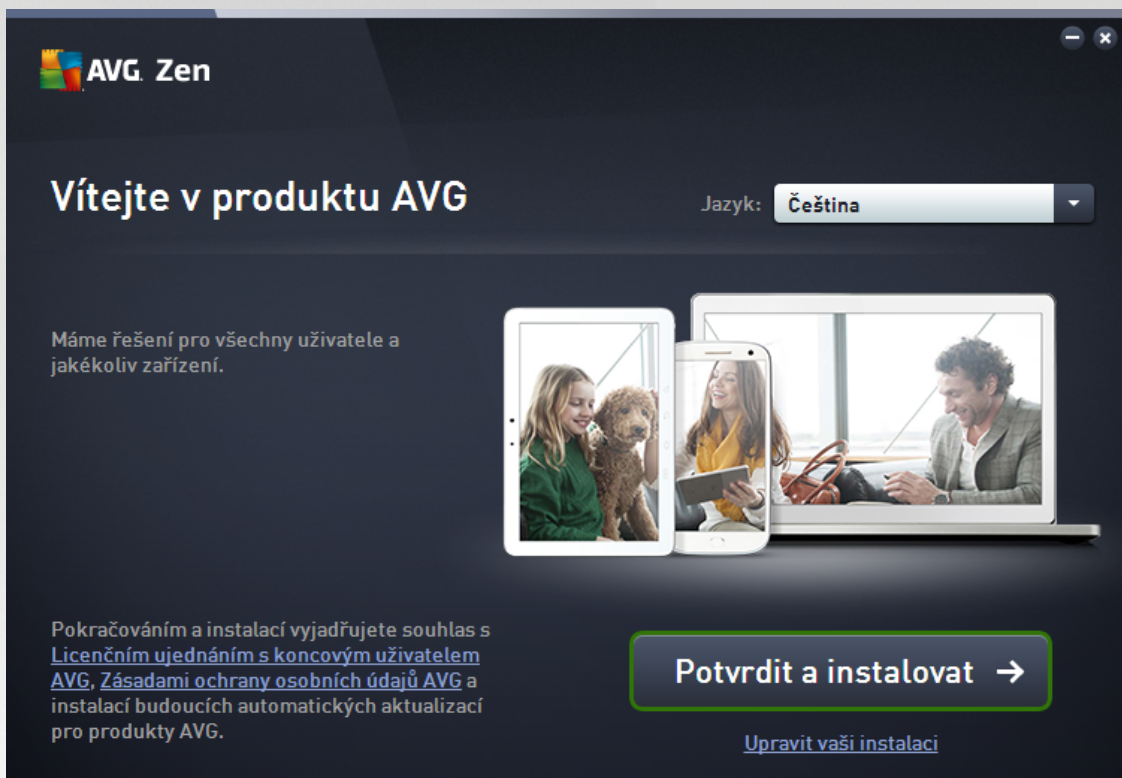 AVG. Zen
Vítejte v produktu AVG
Jazyk: Čeština
Máme řešení pro všechny uživatele a
jakékoliv zařízení.
Pokračováním a instalací vyjadřujete souhlas s
Licenčním ujednáním s koncovým uživatelem
AVG, Zásadami ochrany osobních údajů AVG a
instalací budoucích automatických aktualizací
pro produkty AVG.
Potvrdit a instalovat →
Upravit vaši instalaci